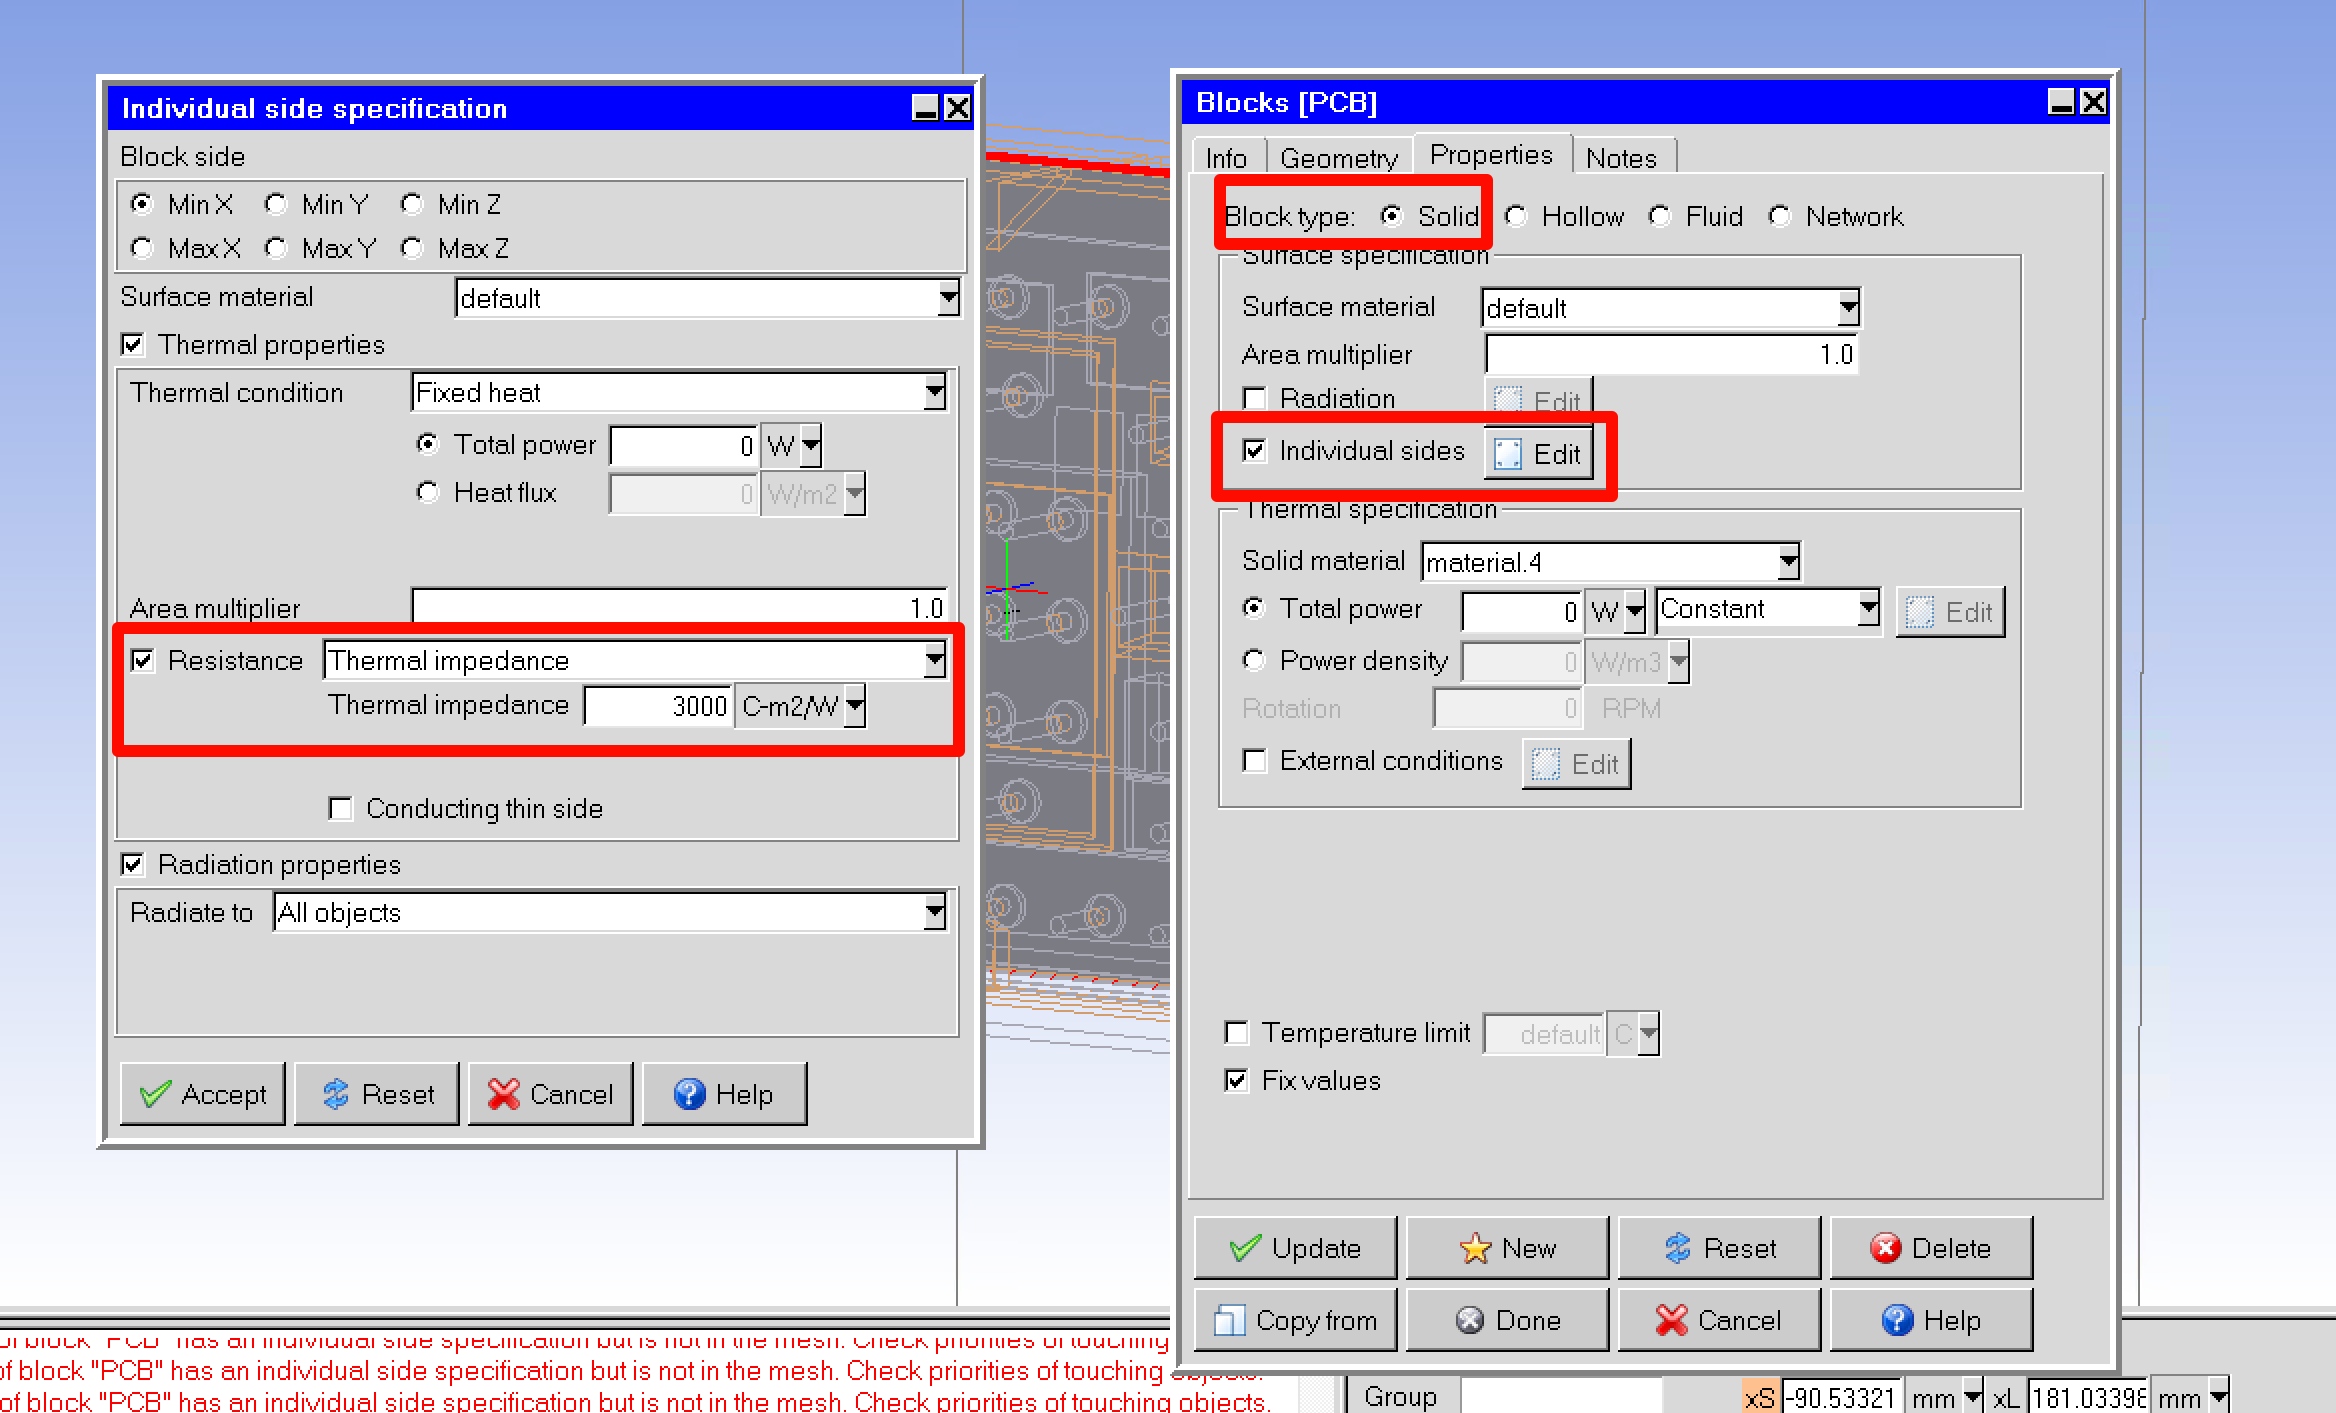 Individual side specification
Block side
Min X Min Y Min Z
Max X Max Y Max Z
Surface material default
Thermal properties
Thermal condition Fixed heat
Total power 0 W
Heat flux 0 W/m2
Area multiplier 1.0
Resistance Thermal impedance
Thermal impedance 3000 C-m2/W
Conducting thin side
Radiation properties
Radiate to All objects
Accept Reset Cancel Help
Blocks [PCB]
Info Geometry Properties Notes
Block type: Solid Hollow Fluid Network
Surface specification
Surface material default
Area multiplier 1.0
Radiation Edit
Individual sides Edit
Thermal specification
Solid material material.4
Total power 0 W Constant Edit
Power density 0 W/m3
Rotation 0 RPM
External conditions Edit
Temperature limit default C
Fix values
Update New Reset Delete
Copy from Done Cancel Help
of block "PCB" has an individual side specification but is not in the mesh. Check priorities of touching
of block "PCB" has an individual side specification but is not in the mesh. Check priorities of touching objects.
of block "PCB" has an individual side specification but is not in the mesh. Check priorities of touching objects.
Group xS -90.53321 mm xL 181.03398 mm